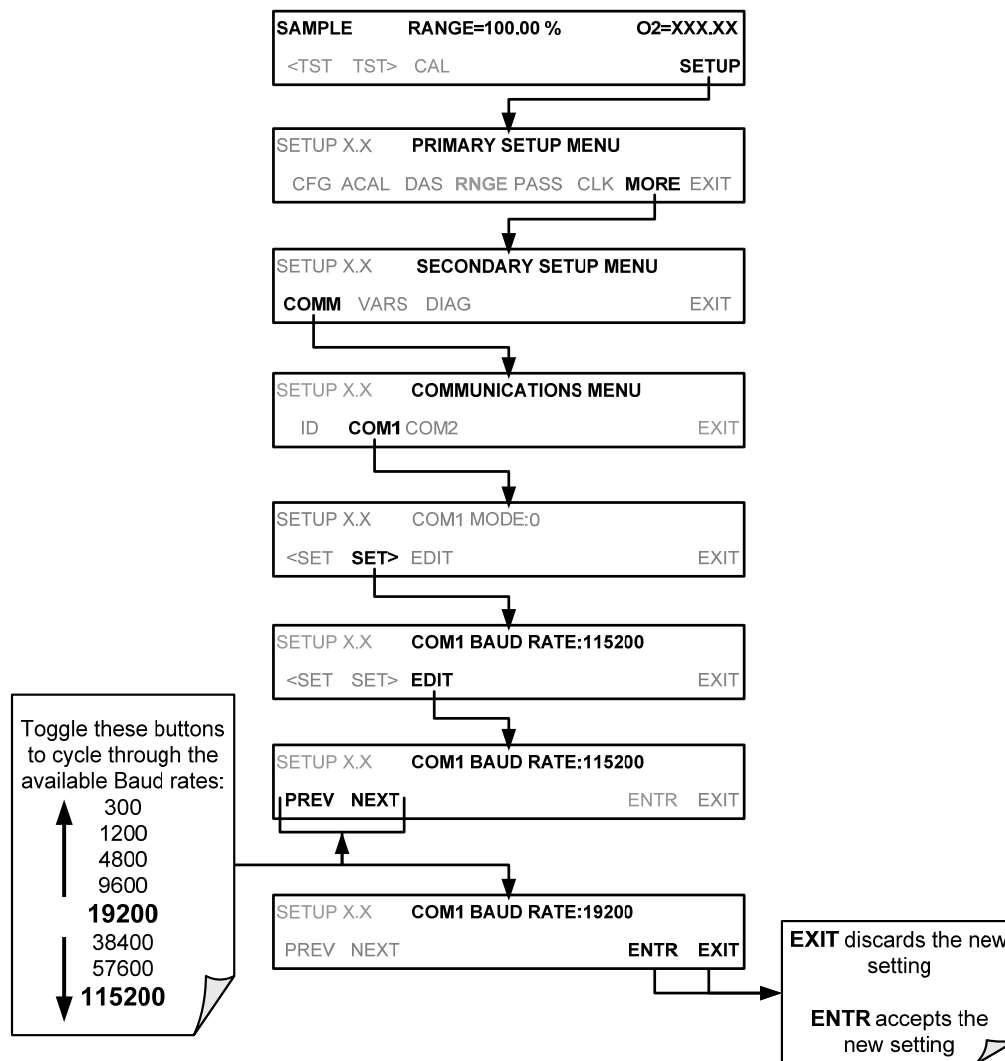 SAMPLE RANGE=100.00 % O2=XXX.XX
<TST TST> CAL SETUP
SETUP X.X PRIMARY SETUP MENU
CFG ACAL DAS RNGE PASS CLK MORE EXIT
SETUP X.X SECONDARY SETUP MENU
COMM VARS DIAG EXIT
SETUP X.X COMMUNICATIONS MENU
ID COM1 COM2 EXIT
SETUP X.X COM1 MODE:0
<SET SET> EDIT EXIT
SETUP X.X COM1 BAUD RATE:115200
<SET SET> EDIT EXIT
SETUP X.X COM1 BAUD RATE:115200
PREV NEXT ENTR EXIT
Toggle these buttons
to cycle through the
available Baud rates:
300
1200
4800
9600
19200
38400
57600
115200
SETUP X.X COM1 BAUD RATE:19200
PREV NEXT ENTR EXIT
EXIT discards the new
setting
ENTR accepts the
new setting